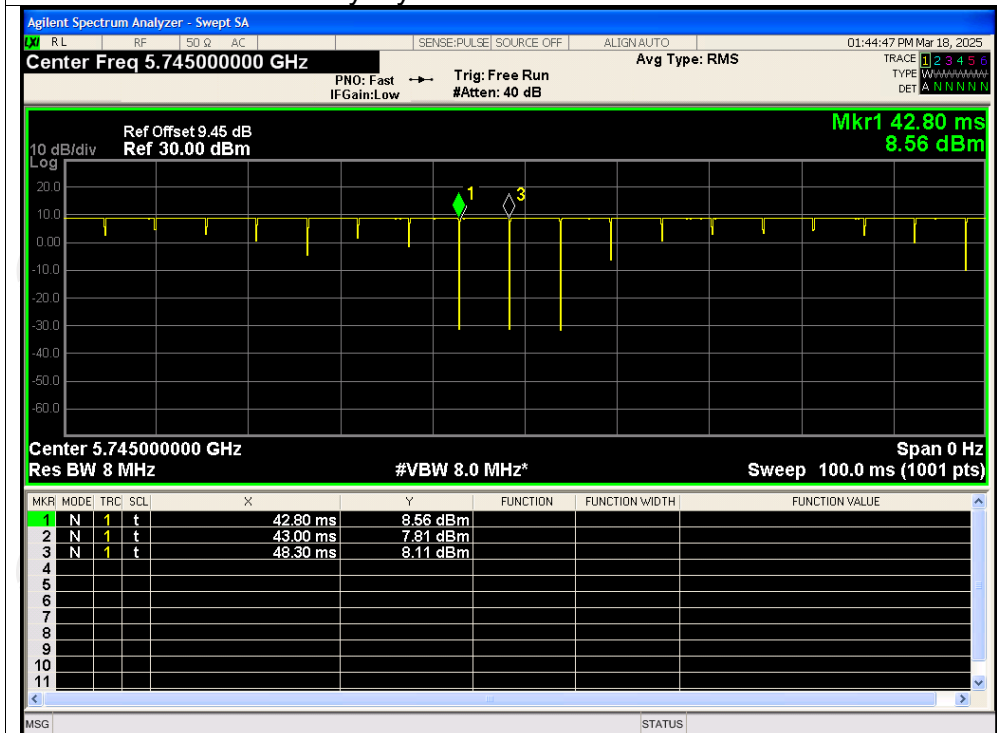 Agilent Spectrum Analyzer - Swept SA
LXI RL RF 50 Ω AC SENSE:PULSE SOURCE OFF ALIGNAUTO 01:44:47 PM Mar 18, 2025
Center Freq 5.745000000 GHz Avg Type: RMS TRACE 1 2 3 4 5 6
PNO: Fast Trig: Free Run TYPE W
IFGain:Low #Atten: 40 dB DET A N N N N N
Mkr1 42.80 ms
8.56 dBm
Ref Offset 9.45 dB
10 dB/div Ref 30.00 dBm
Log
20.0
1 3
10.0
0.00
-10.0
-20.0
-30.0
-40.0
-50.0
-60.0
Center 5.745000000 GHz Span 0 Hz
Res BW 8 MHz #VBW 8.0 MHz* Sweep 100.0 ms (1001 pts)
MKR MODE TRC SCL X Y FUNCTION FUNCTION WIDTH FUNCTION VALUE
1 N 1 t 42.80 ms 8.56 dBm
2 N 1 t 43.00 ms 7.81 dBm
3 N 1 t 48.30 ms 8.11 dBm
4
5
6
7
8
9
10
11
MSG STATUS